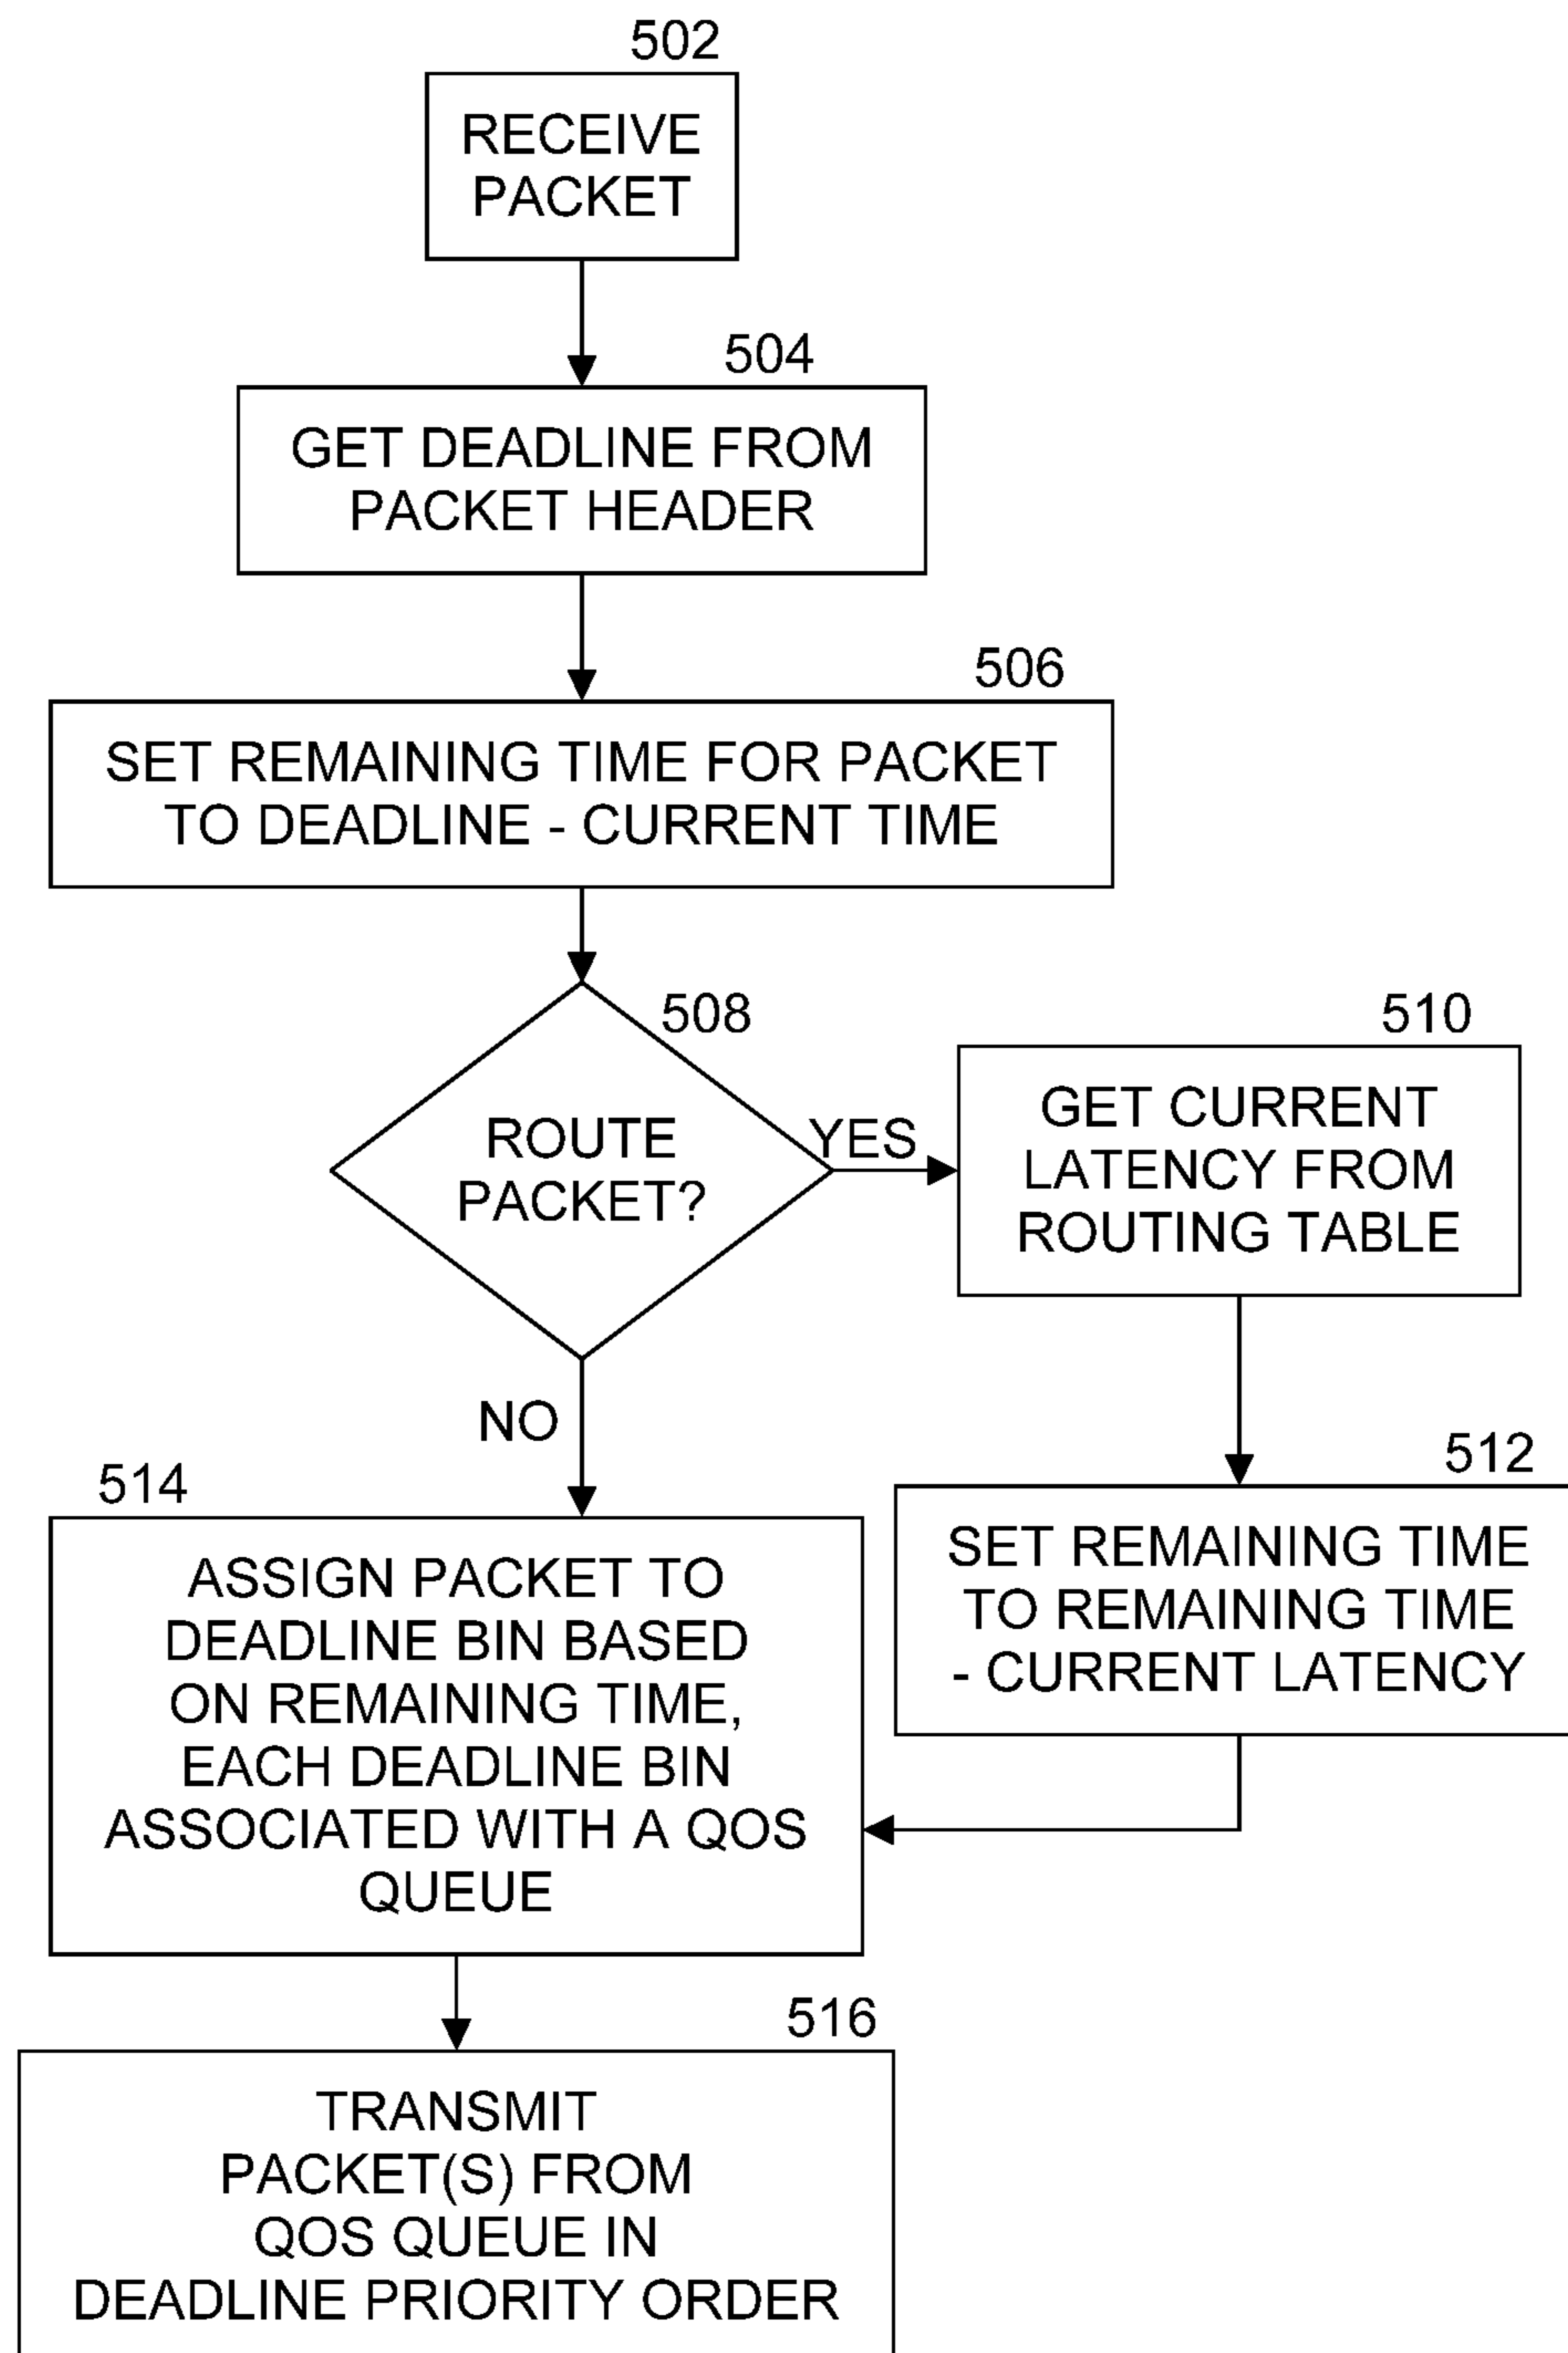 502
RECEIVE
PACKET
504
GET DEADLINE FROM
PACKET HEADER
506
SET REMAINING TIME FOR PACKET
TO DEADLINE - CURRENT TIME
508
ROUTE
PACKET?
YES
510
GET CURRENT
LATENCY FROM
ROUTING TABLE
NO
512
SET REMAINING TIME
TO REMAINING TIME
- CURRENT LATENCY
514
ASSIGN PACKET TO
DEADLINE BIN BASED
ON REMAINING TIME,
EACH DEADLINE BIN
ASSOCIATED WITH A QOS
QUEUE
516
TRANSMIT
PACKET(S) FROM
QOS QUEUE IN
DEADLINE PRIORITY ORDER